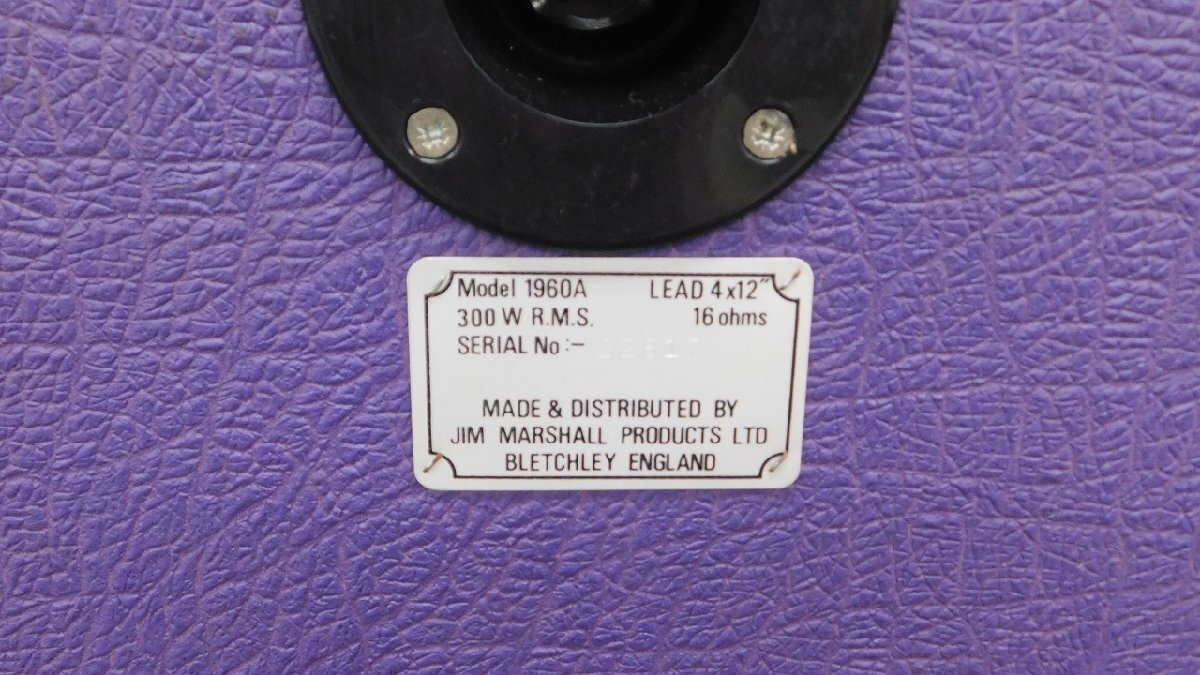 Model 1960A LEAD 4x12"
300 W R.M.S. 16 ohms
SERIAL No :-
MADE & DISTRIBUTED BY
JIM MARSHALL PRODUCTS LTD
BLETCHLEY ENGLAND